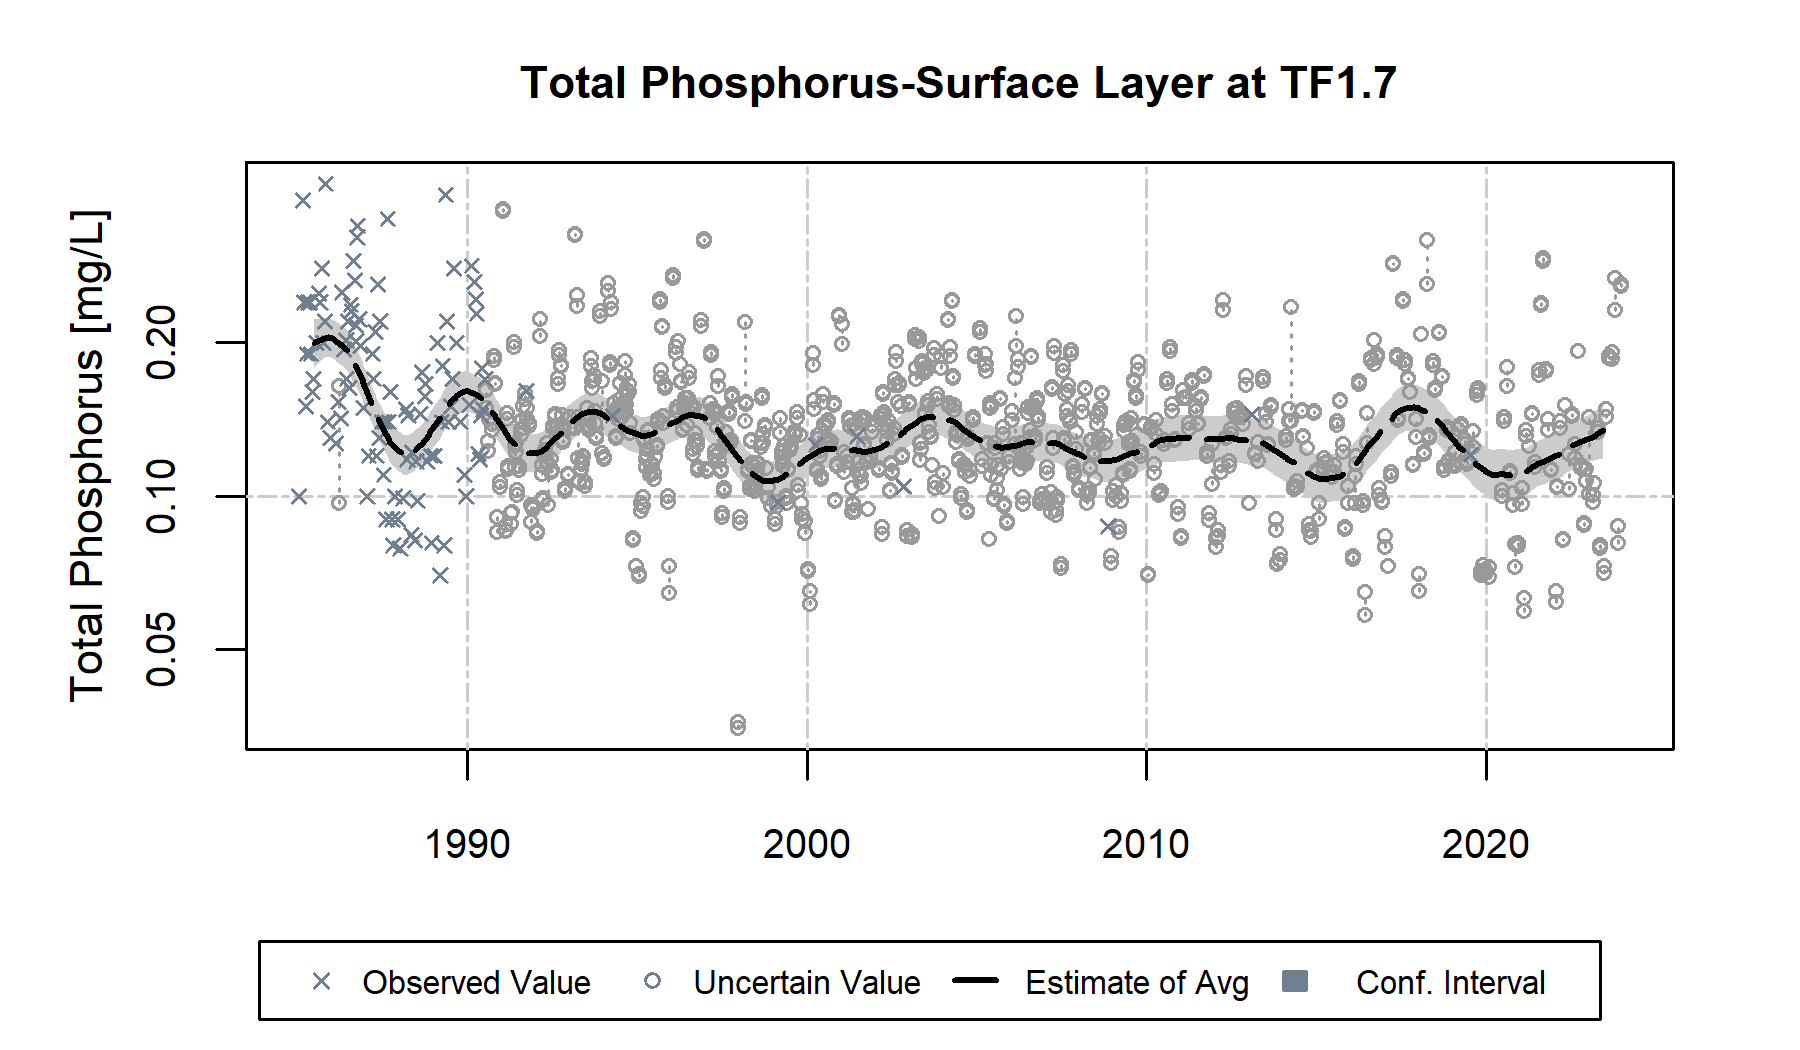 Total Phosphorus-Surface Layer at TF1.7
Total Phosphorus [mg/L]
0.20
0.10
0.05
1990 2000 2010 2020
Observed Value Uncertain Value Estimate of Avg Conf. Interval